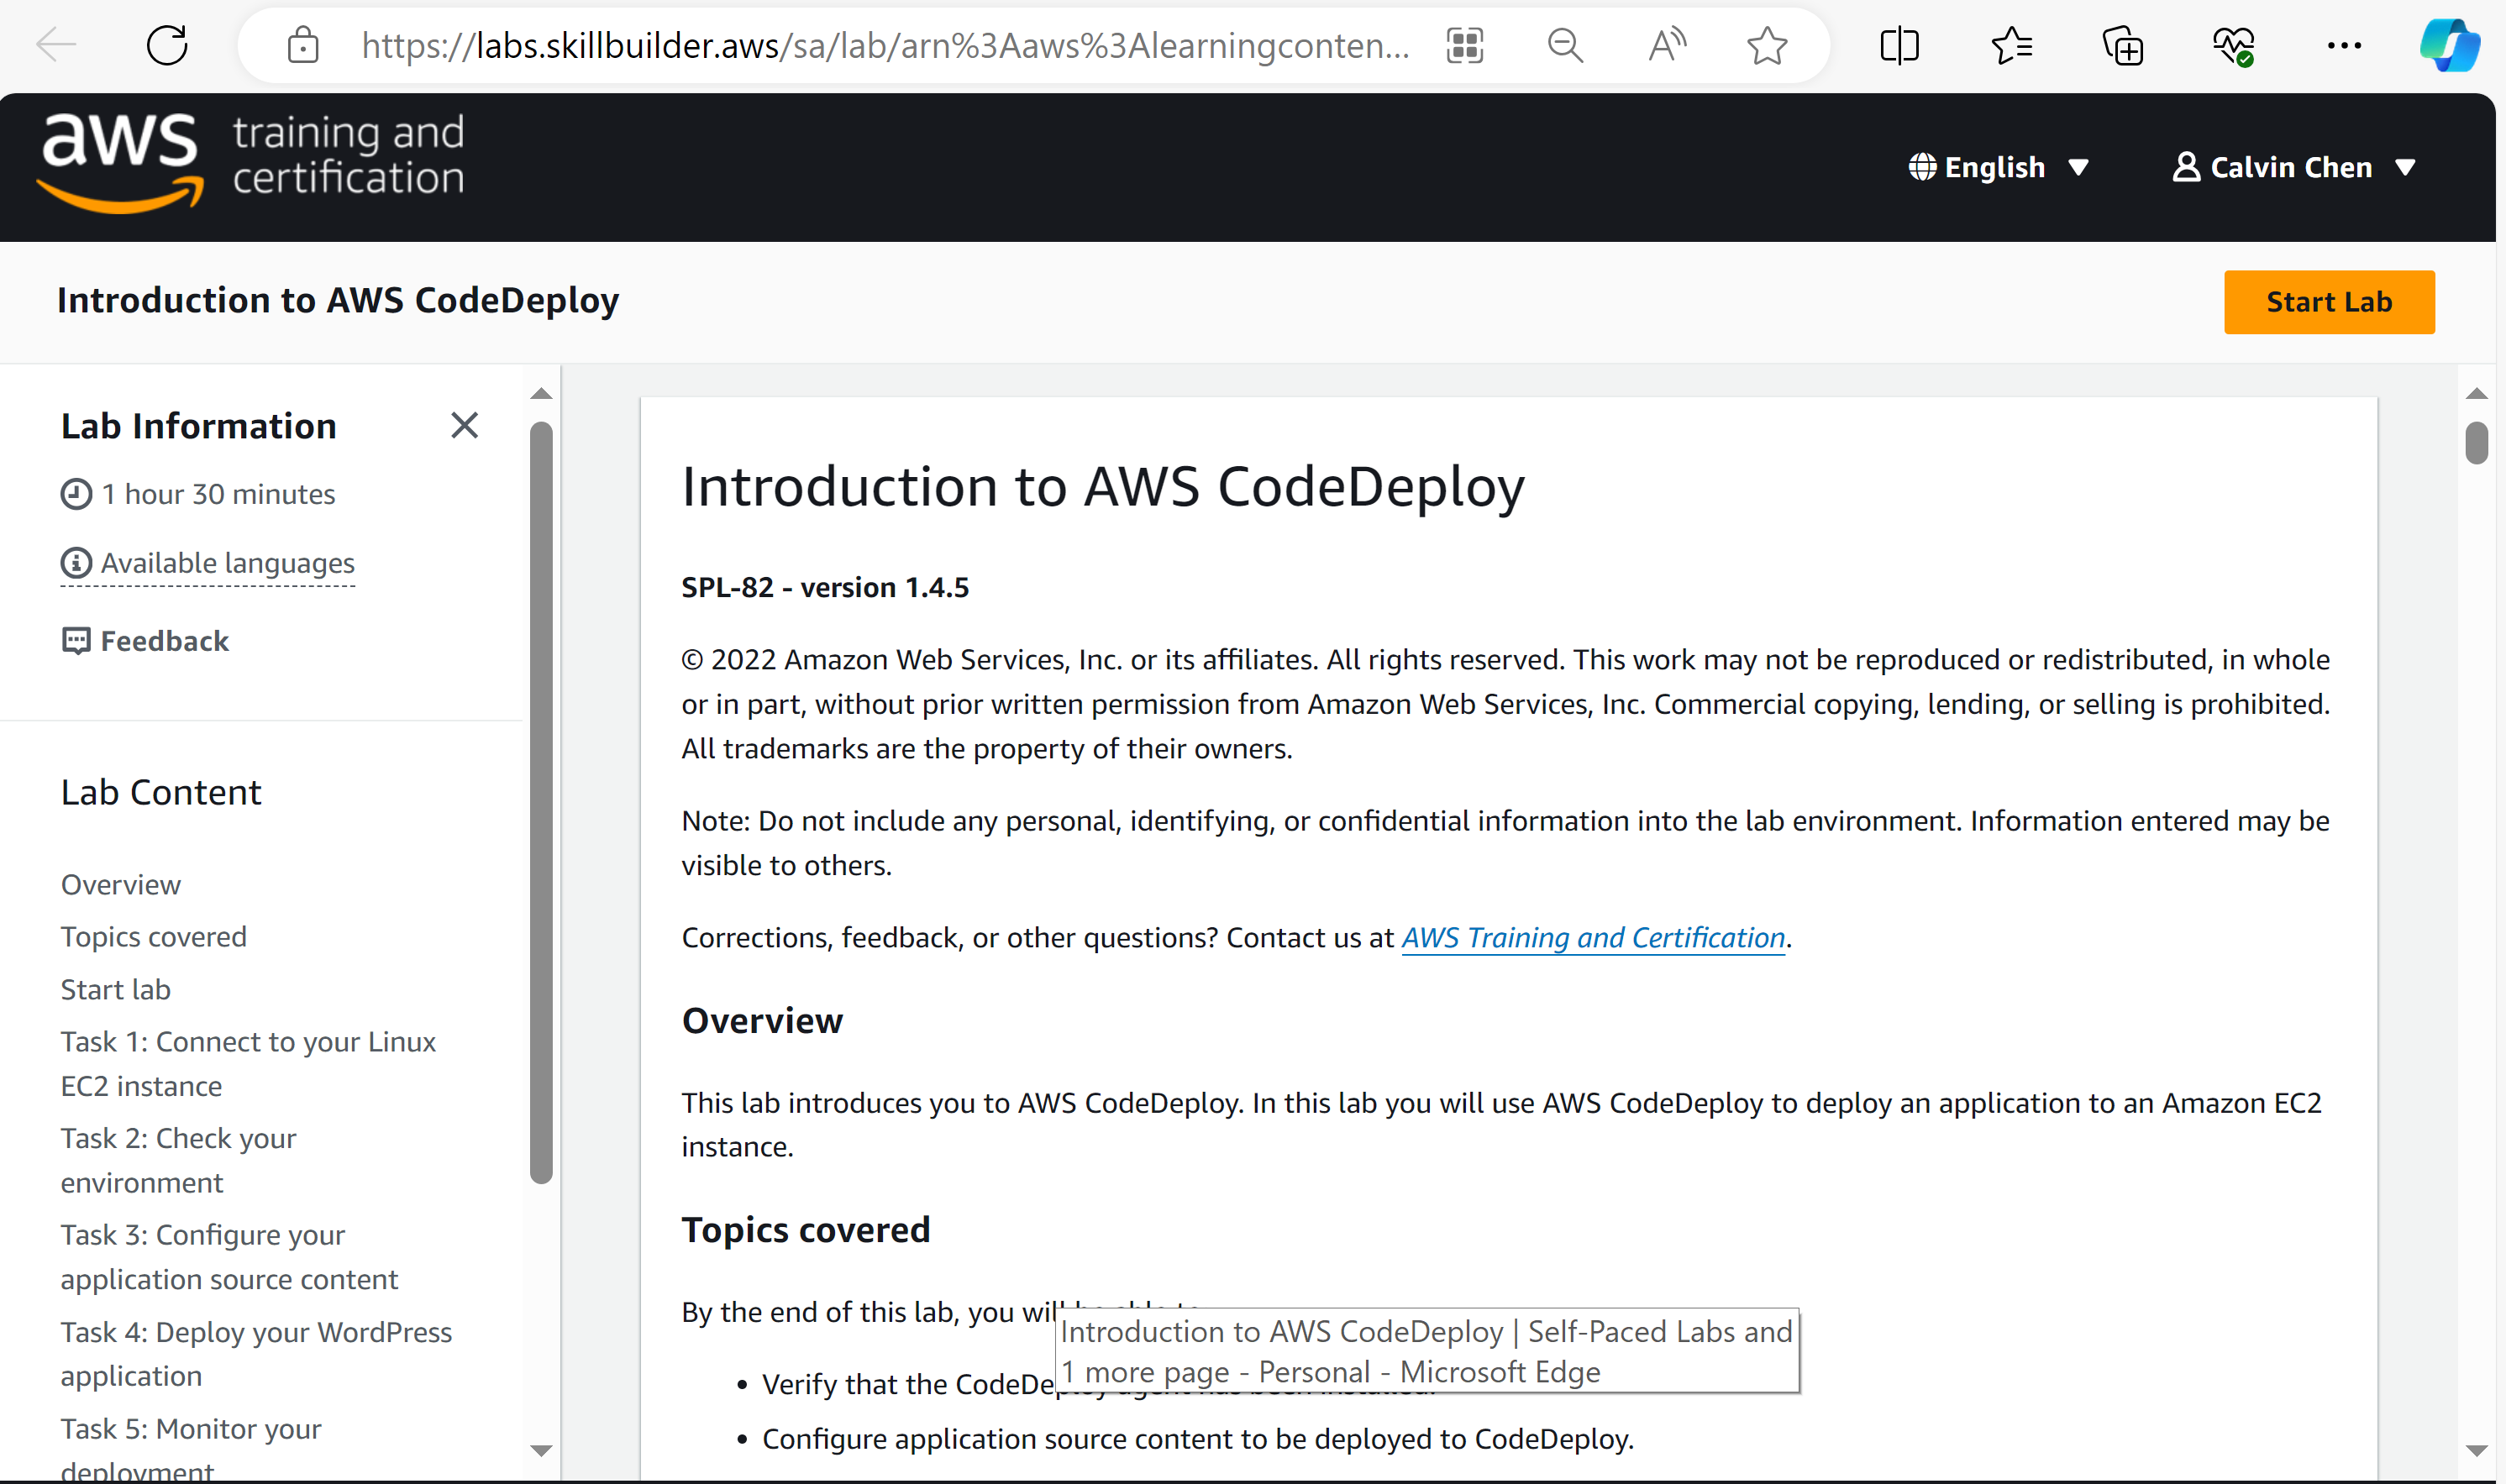 https://labs.skillbuilder.aws/sa/lab/arn%3Aaws%3Alearningconten...
aws training and
certification
English
Calvin Chen
Introduction to AWS CodeDeploy
Start Lab
Lab Information
1 hour 30 minutes
Available languages
Feedback
Lab Content
Overview
Topics covered
Start lab
Task 1: Connect to your Linux
EC2 instance
Task 2: Check your
environment
Task 3: Configure your
application source content
Task 4: Deploy your WordPress
application
Task 5: Monitor your
deployment
Introduction to AWS CodeDeploy
SPL-82 - version 1.4.5
© 2022 Amazon Web Services, Inc. or its affiliates. All rights reserved. This work may not be reproduced or redistributed, in whole
or in part, without prior written permission from Amazon Web Services, Inc. Commercial copying, lending, or selling is prohibited.
All trademarks are the property of their owners.
Note: Do not include any personal, identifying, or confidential information into the lab environment. Information entered may be
visible to others.
Corrections, feedback, or other questions? Contact us at AWS Training and Certification.
Overview
This lab introduces you to AWS CodeDeploy. In this lab you will use AWS CodeDeploy to deploy an application to an Amazon EC2
instance.
Topics covered
By the end of this lab, you will
Introduction to AWS CodeDeploy | Self-Paced Labs and
1 more page - Personal - Microsoft Edge
Verify that the
Configure application source content to be deployed to CodeDeploy.